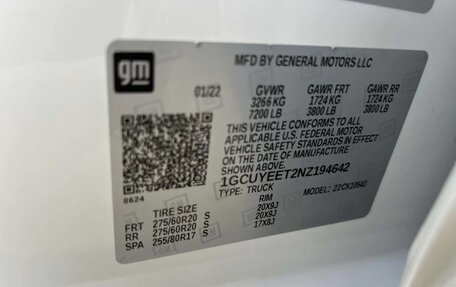 gm
MFD BY GENERAL MOTORS LLC
01/22 GVWR GAWR FRT GAWR RR
3266 KG 1724 KG 1724 KG
7200 LB 3800 LB 3800 LB
THIS VEHICLE CONFORMS TO ALL
APPLICABLE U.S. FEDERAL MOTOR
VEHICLE SAFETY STANDARDS IN EFFECT
ON THE DATE OF MANUFACTURE
SHOWN ABOVE.
1GCUYEET2NZ194642
8624 TYPE: TRUCK MODEL: 22CK10543
TIRE SIZE RIM
FRT 275/60R20 S 20X9J
RR 275/60R20 S 20X9J
SPA 255/80R17 S 17X8J